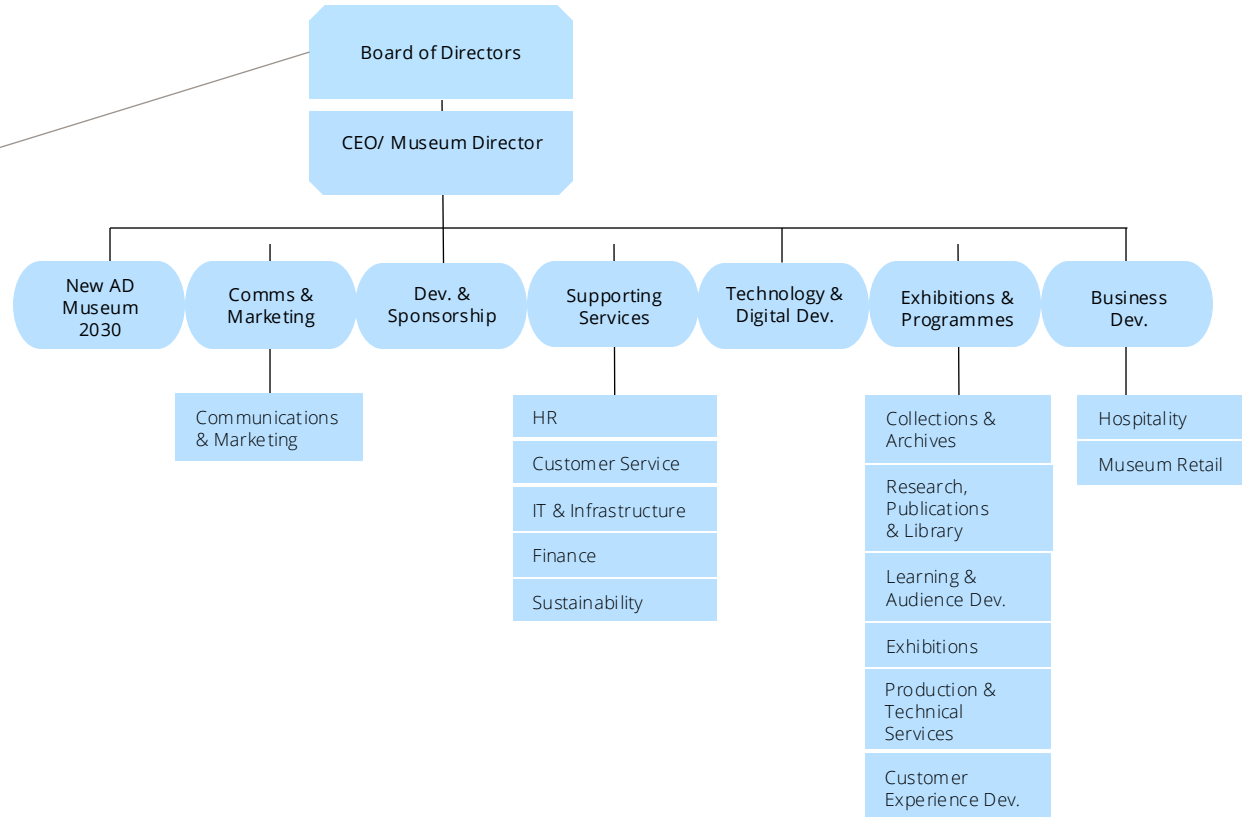 Board of Directors
CEO/ Museum Director
New AD
Museum
2030
Comms &
Marketing
Dev. &
Sponsorship
Supporting
Services
Technology &
Digital Dev.
Exhibitions &
Programmes
Business
Dev.
Communications
& Marketing
HR
Customer Service
IT & Infrastructure
Finance
Sustainability
Collections &
Archives
Research,
Publications
& Library
Learning &
Audience Dev.
Exhibitions
Production &
Technical
Services
Customer
Experience Dev.
Hospitality
Museum Retail